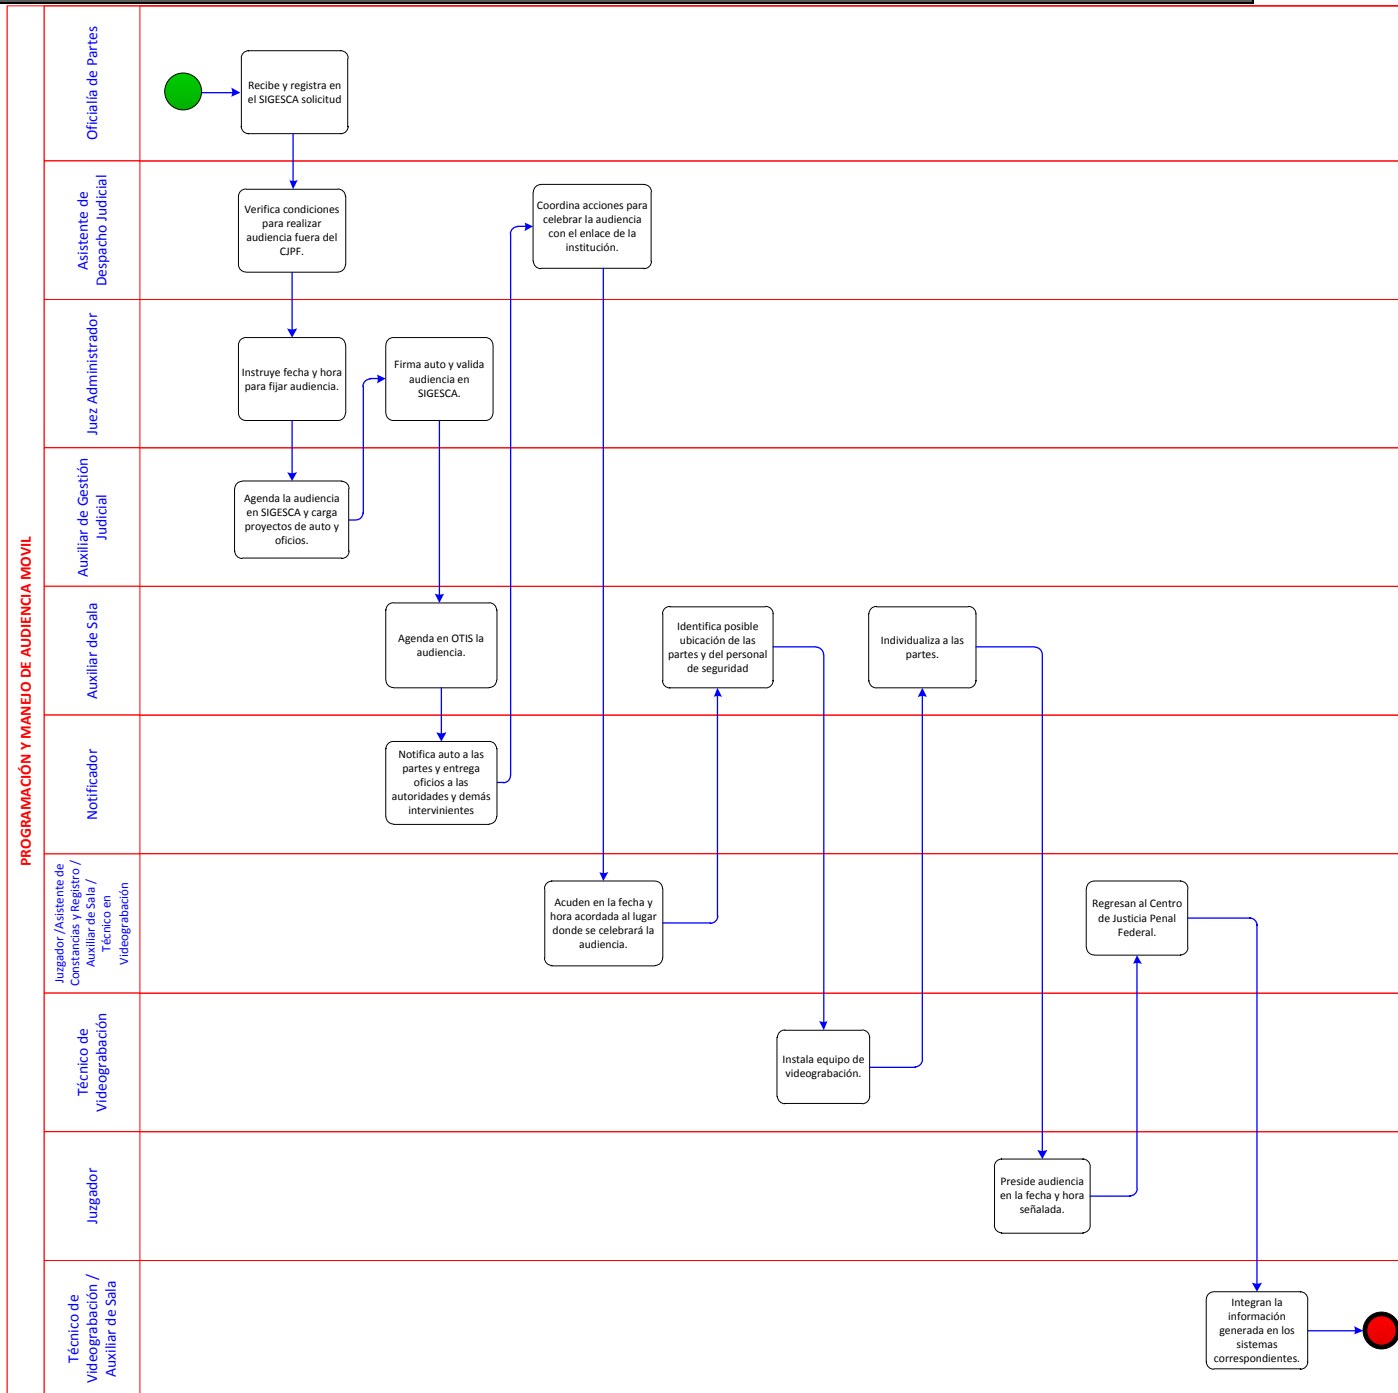 PROGRAMACIÓN Y MANEJO DE AUDIENCIA MOVIL
Oficialía de Partes
Recibe y registra en
el SIGESCA solicitud
Asistente de
Despacho Judicial
Verifica condiciones
para realizar
audiencia fuera del
CJPF.
Coordina acciones para
celebrar la audiencia
con el enlace de la
institución.
Juez Administrador
Instruye fecha y hora
para fijar audiencia.
Firma auto y valida
audiencia en
SIGESCA.
Auxiliar de Gestión
Judicial
Agenda la audiencia
en SIGESCA y carga
proyectos de auto y
oficios.
Auxiliar de Sala
Agenda en OTIS la
audiencia.
Identifica posible
ubicación de las
partes y del personal
de seguridad
Individualiza a las
partes.
Notificador
Notifica auto a las
partes y entrega
oficios a las
autoridades y demás
intervinientes
Juzgador /Asistente de
Constancias y Registro /
Auxiliar de Sala /
Técnico en
Videograbación
Acuden en la fecha y
hora acordada al lugar
donde se celebrará la
audiencia.
Regresan al Centro
de Justicia Penal
Federal.
Técnico de
Videograbación
Instala equipo de
videograbación.
Juzgador
Preside audiencia
en la fecha y hora
señalada.
Técnico de
Videograbación /
Auxiliar de Sala
Integran la
información
generada en los
sistemas
correspondientes.